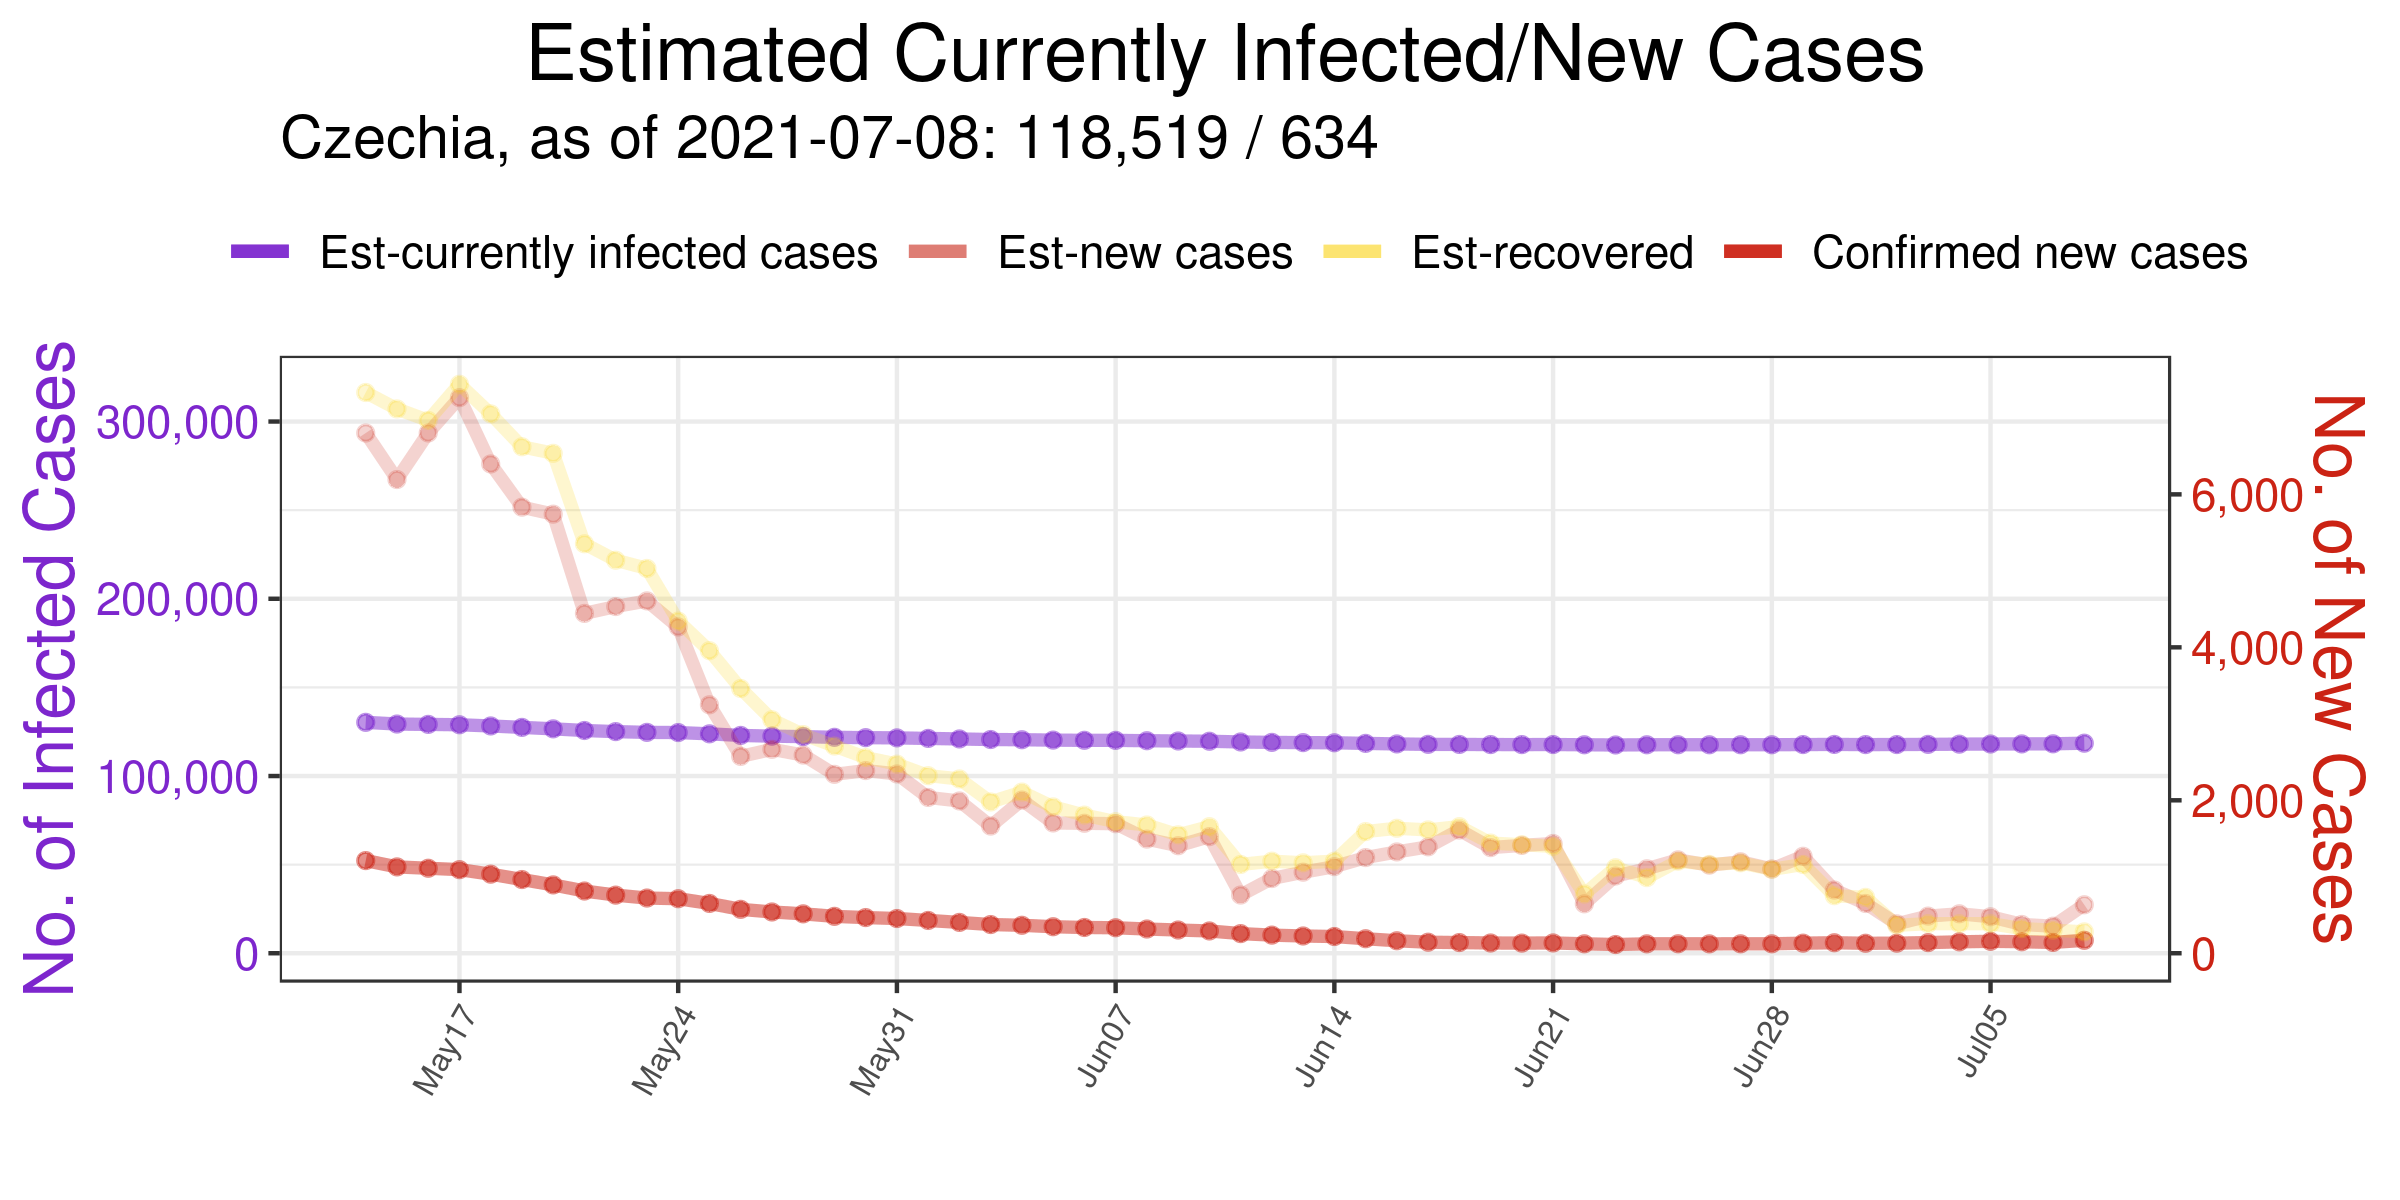 Estimated Currently Infected/New Cases
Czechia, as of 2021-07-08: 118,519 / 634
Est-currently infected cases Est-new cases Est-recovered Confirmed new cases
No. of Infected Cases
300,000
200,000
100,000
0
6,000
4,000
2,000
0
No. of New Cases
May17 May24 May31 Jun07 Jun14 Jun21 Jun28 Jul05